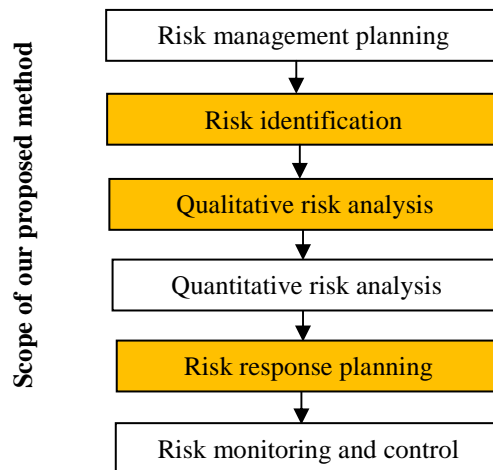 Scope of our proposed method
Risk management planning
Risk identification
Qualitative risk analysis
Quantitative risk analysis
Risk response planning
Risk monitoring and control